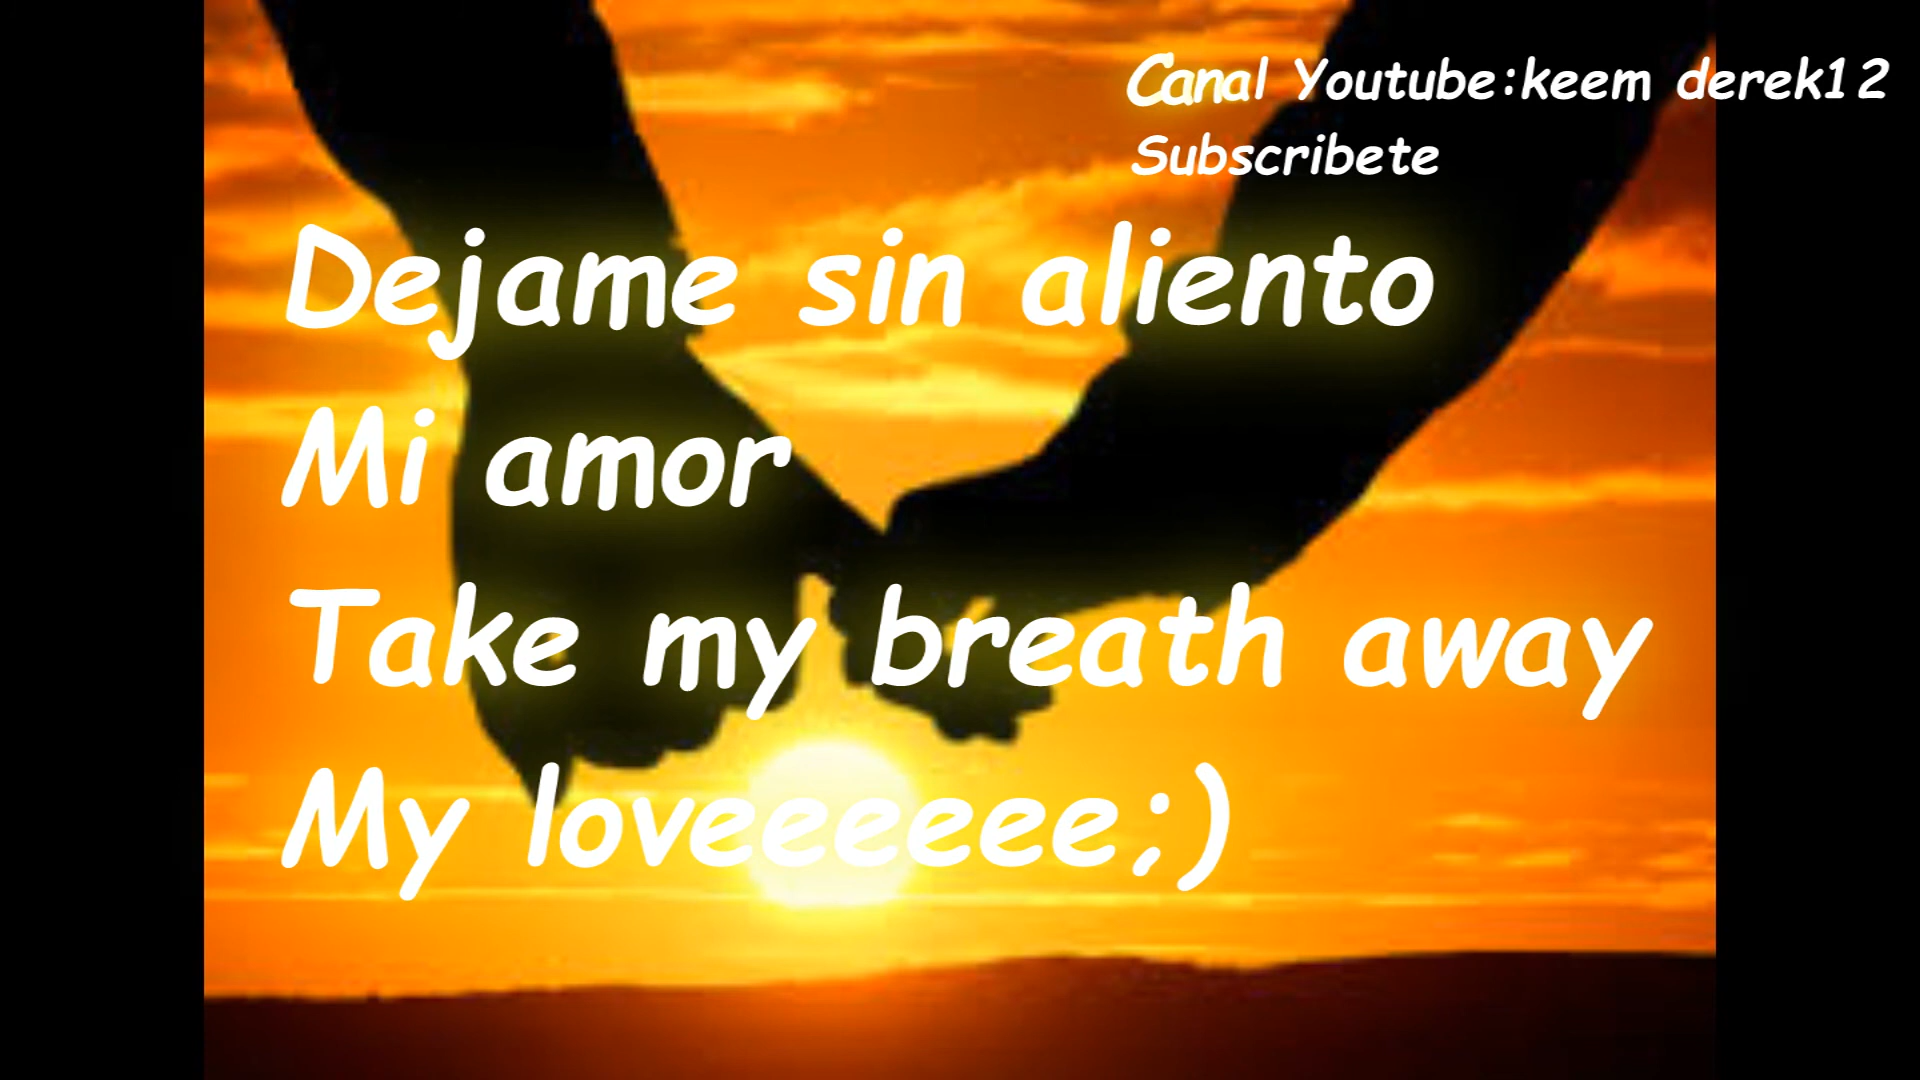 Canal Youtube:keem derek12
Subscribete
Dejame sin aliento
Mi amor
Take my breath away
My loveeeeee;)